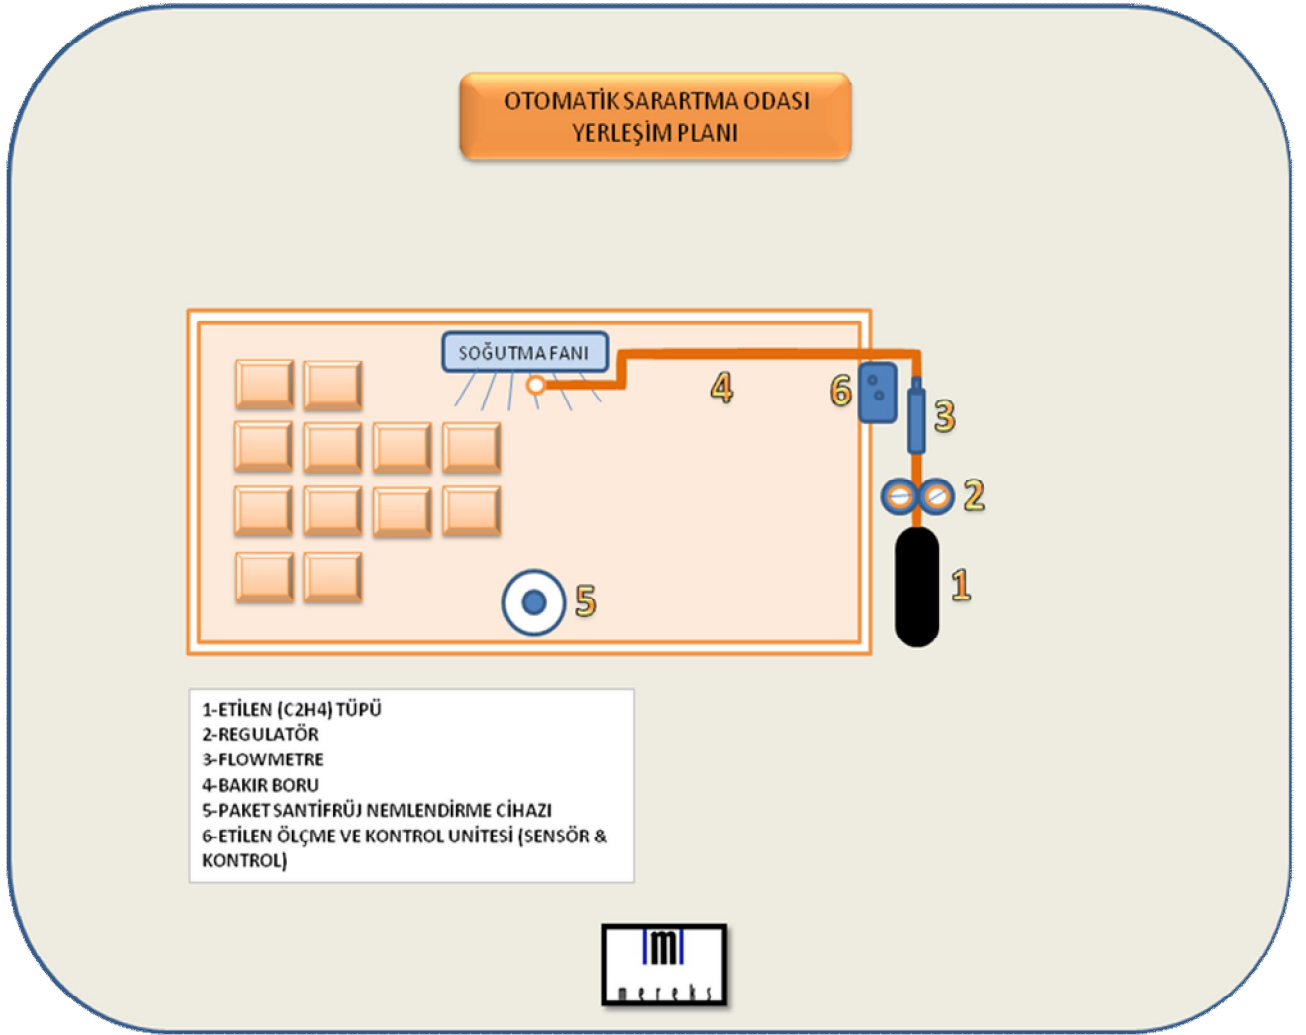 OTOMATİK SARARTMA ODASI
YERLEŞİM PLANI
SOĞUTMA FANI
4
6
3
2
1
5
1-ETİLEN (C2H4) TÜPÜ
2-REGULATÖR
3-FLOWMETRE
4-BAKIR BORU
5-PAKET SANTİFRÜJ NEMLENDİRME CİHAZI
6-ETİLEN ÖLÇME VE KONTROL UNİTESİ (SENSÖR &
KONTROL)
m
mereks